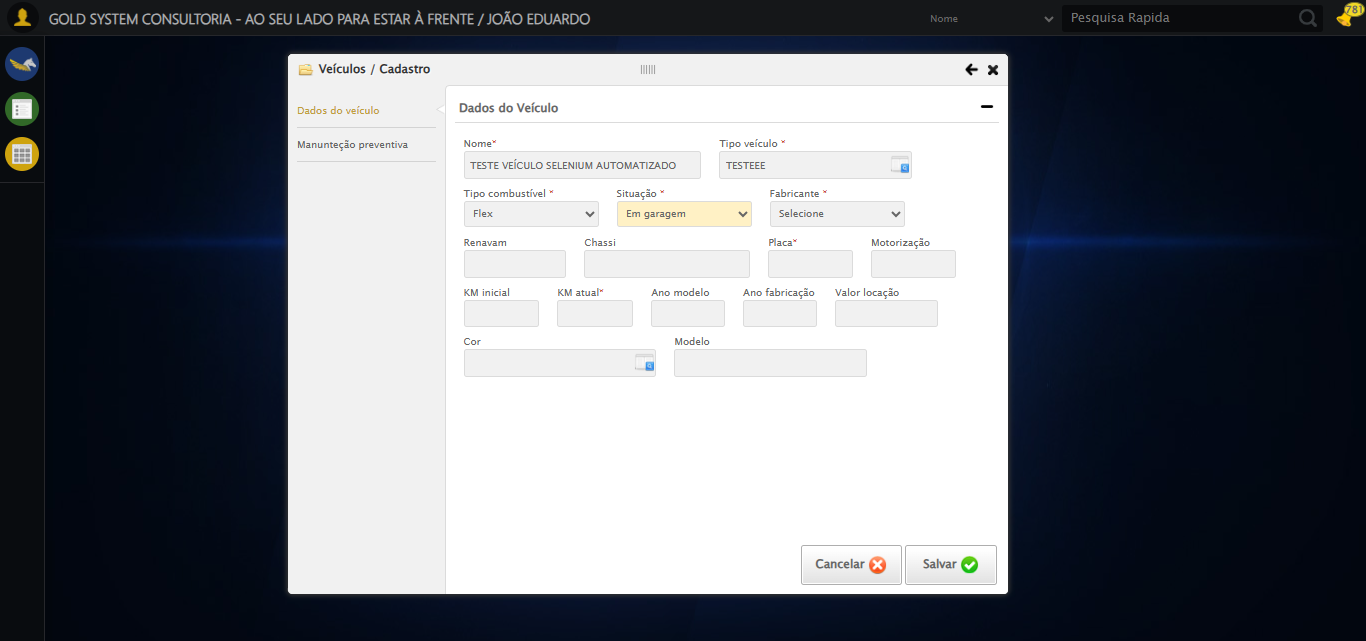 GOLD SYSTEM CONSULTORIA - AO SEU LADO PARA ESTAR À FRENTE / JOÃO EDUARDO
Nome
Pesquisa Rapida
781
Veículos / Cadastro
Dados do veículo
Manunteção preventiva
Dados do Veículo
Nome* Tipo veículo *
TESTE VEÍCULO SELENIUM AUTOMATIZADO TESTEEE
Tipo combustível * Situação * Fabricante *
Flex Em garagem Selecione
Renavam Chassi Placa* Motorização
KM inicial KM atual* Ano modelo Ano fabricação Valor locação
Cor Modelo
Cancelar Salvar